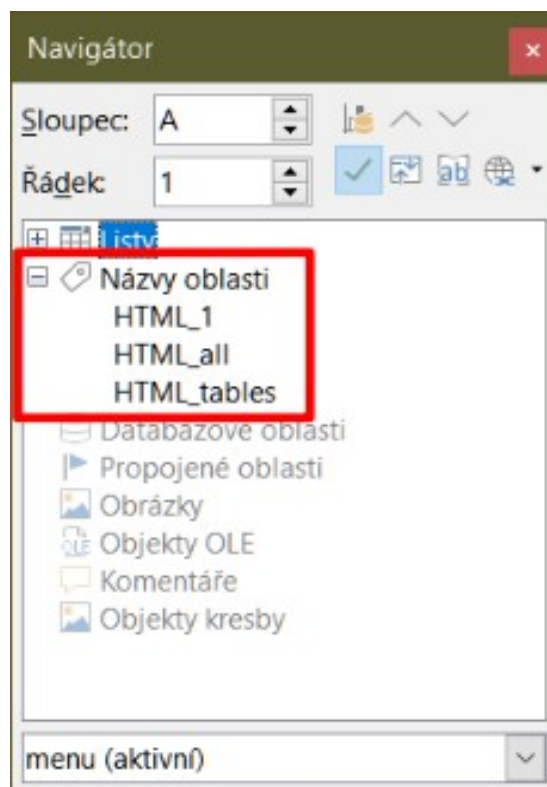 Navigátor
Sloupec: A
Řádek: 1
Listy
Názvy oblasti
HTML_1
HTML_all
HTML_tables
Databázové oblasti
Propojené oblasti
Obrázky
Objekty OLE
Komentáře
Objekty kresby
menu (aktivní)